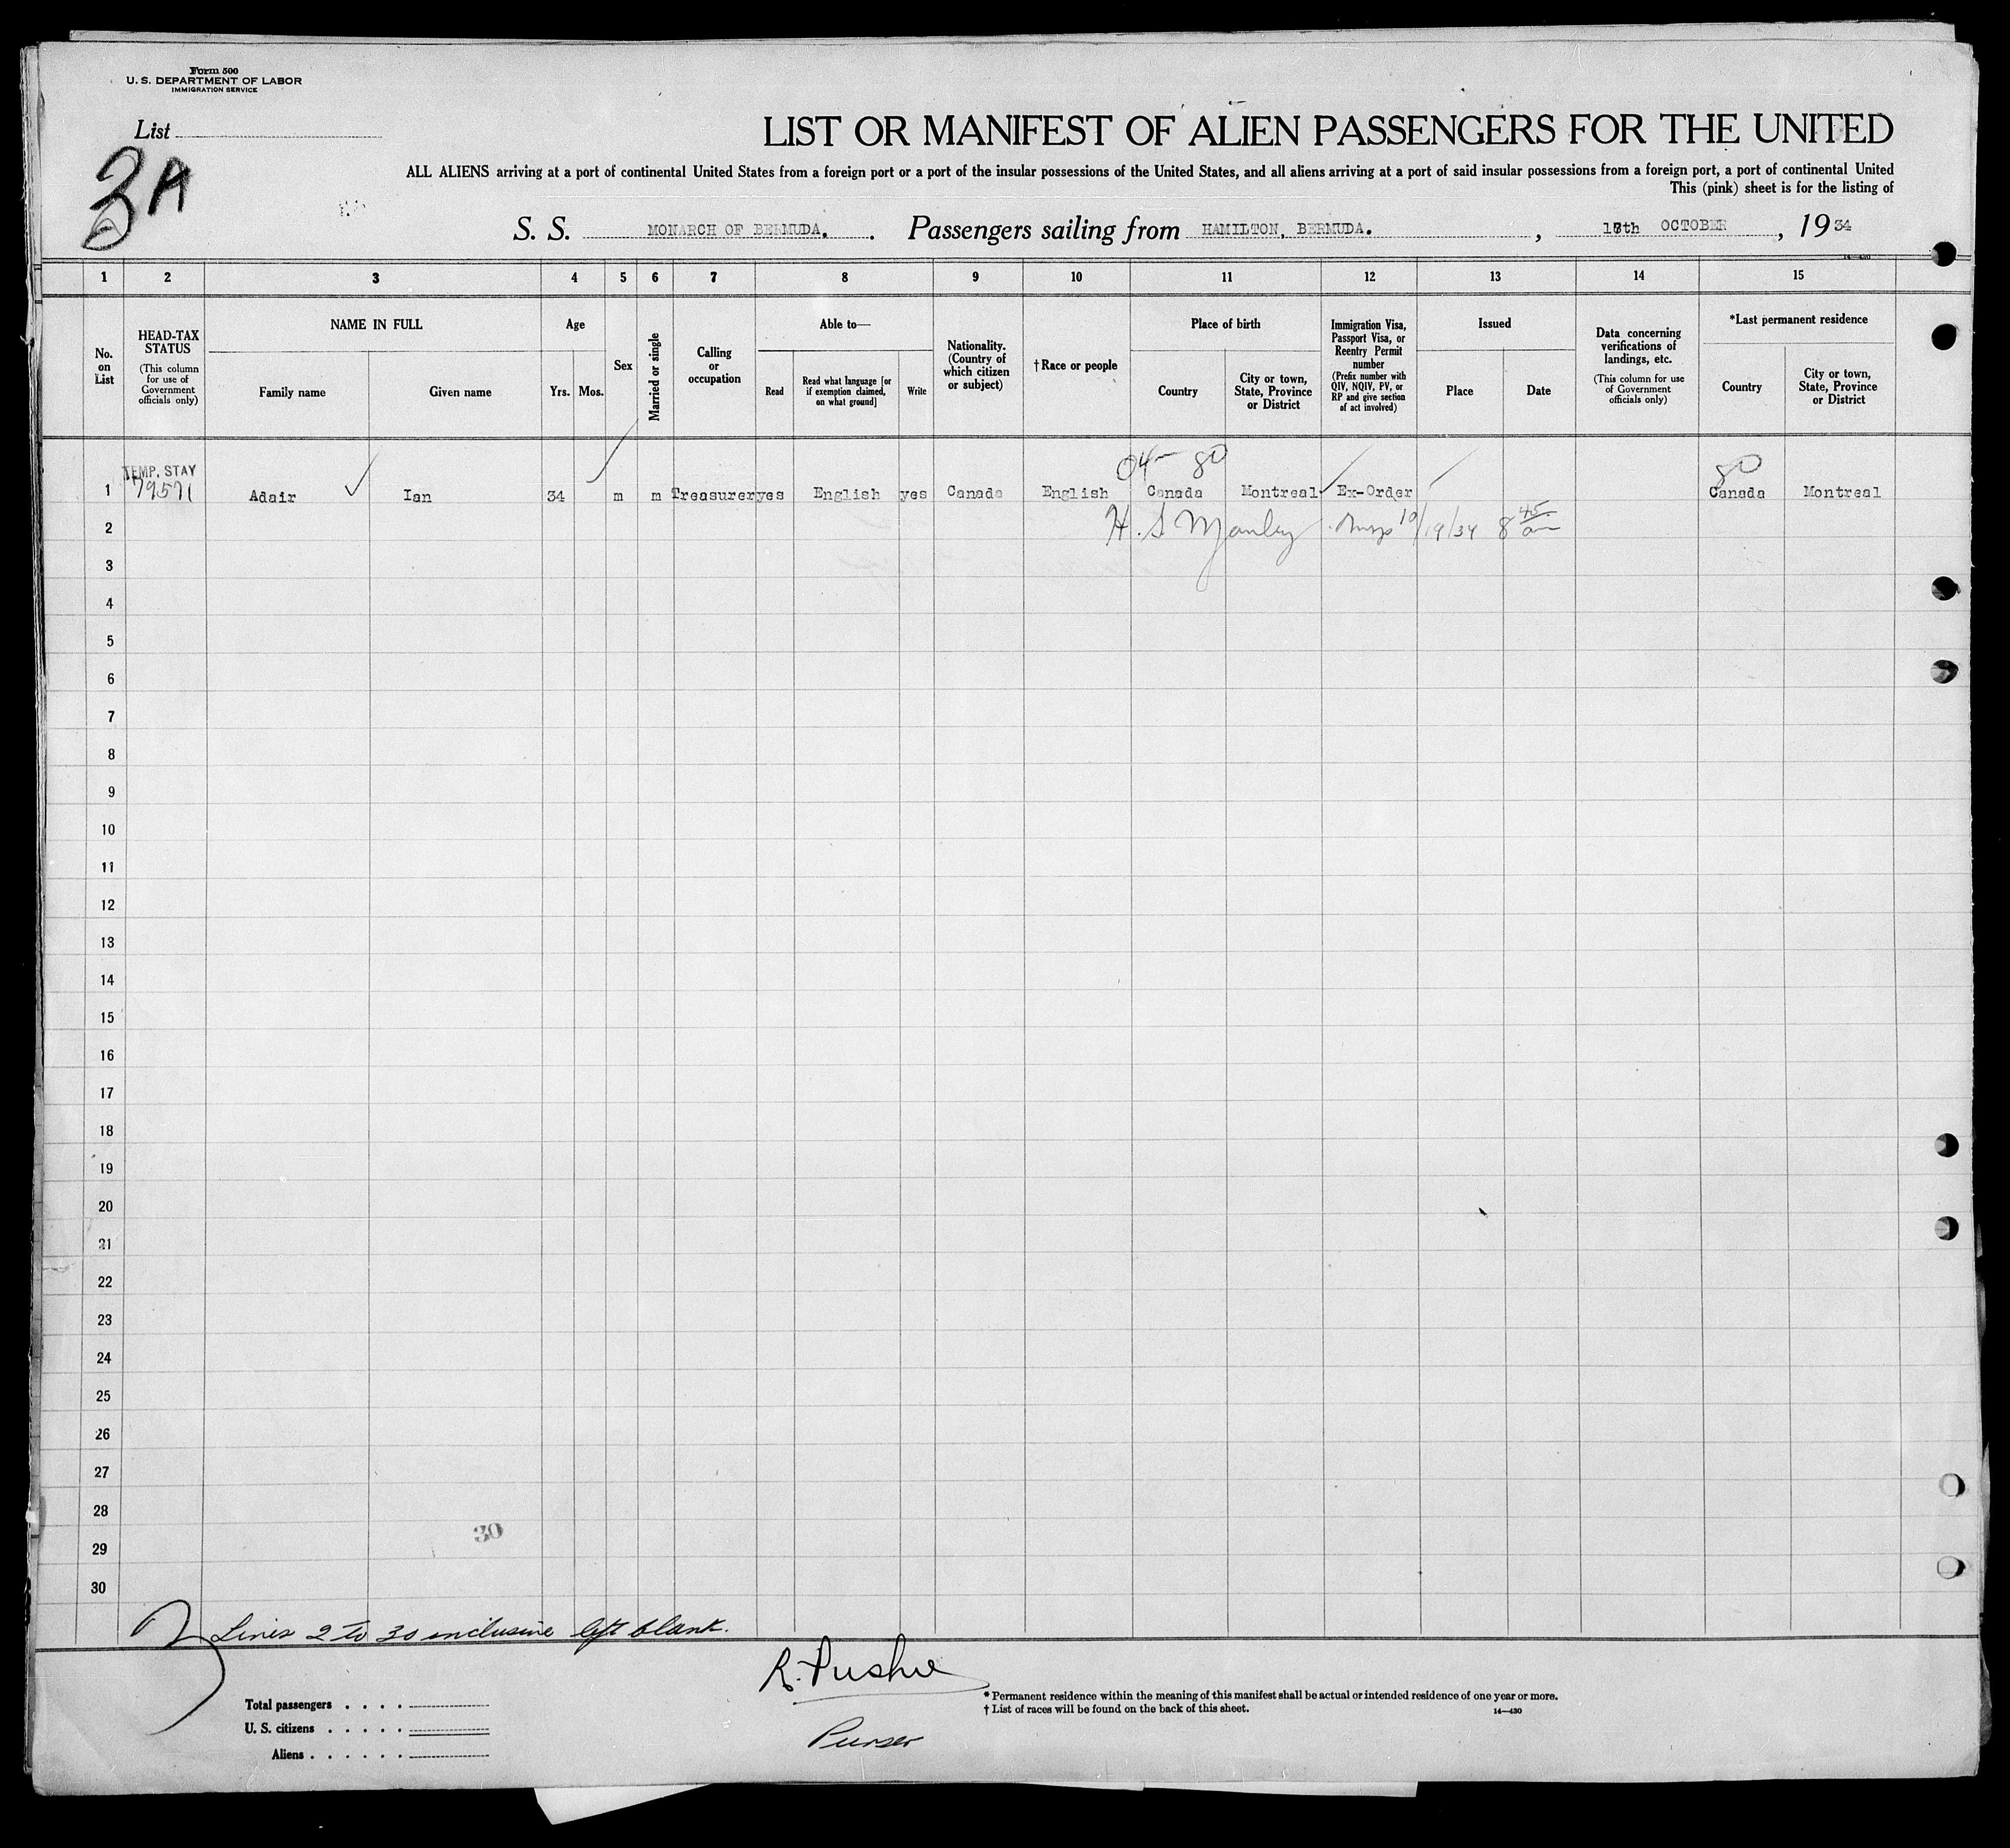 Form 500
U. S. DEPARTMENT OF LABOR
IMMIGRATION SERVICE
List
3A
LIST OR MANIFEST OF ALIEN PASSENGERS FOR THE UNITED
ALL ALIENS arriving at a port of continental United States from a foreign port or a port of the insular possessions of the United States, and all aliens arriving at a port of said insular possessions from a foreign port, a port of continental United
This (pink) sheet is for the listing of
S. S. MONARCH OF BERMUDA. . Passengers sailing from HAMILTON, BERMUDA. , OCTOBER , 19 34
14—430
1 2 3 4 5 6 7 8 9 10 11 12 13 14 15
No. on List
HEAD-TAX STATUS
(This column for use of Government officials only)
NAME IN FULL
Family name
Given name
Age
Yrs.
Mos.
Sex
Married or single
Calling or occupation
Able to—
Read
Read what language [or if exemption claimed, on what ground]
Write
Nationality. (Country of which citizen or subject)
† Race or people
Place of birth
Country
City or town, State, Province or District
Immigration Visa, Passport Visa, or Reentry Permit number
(Prefix number with QIV, NQIV, PV, or RP and give section of act involved)
Issued
Place
Date
Data concerning verifications of landings, etc.
(This column for use of Government officials only)
*Last permanent residence
Country
City or town, State, Province or District
04- 80
80
TEMP. STAY
79571
1 Adair Ian 34 m m Treasurer yes English yes Canada English Canada Montreal Ex-Order Canada Montreal
2 H. S Manley 10/19/34 8 45 am
3
4
5
6
7
8
9
10
11
12
13
14
15
16
17
18
19
20
21
22
23
24
25
26
27
28
30
29
30
Lines 2 to 30 inclusive left blank.
R. Pushie
Purser
Total passengers . . . .
U. S. citizens . . . . .
Aliens . . . . . .
* Permanent residence within the meaning of this manifest shall be actual or intended residence of one year or more.
† List of races will be found on the back of this sheet.
14—430